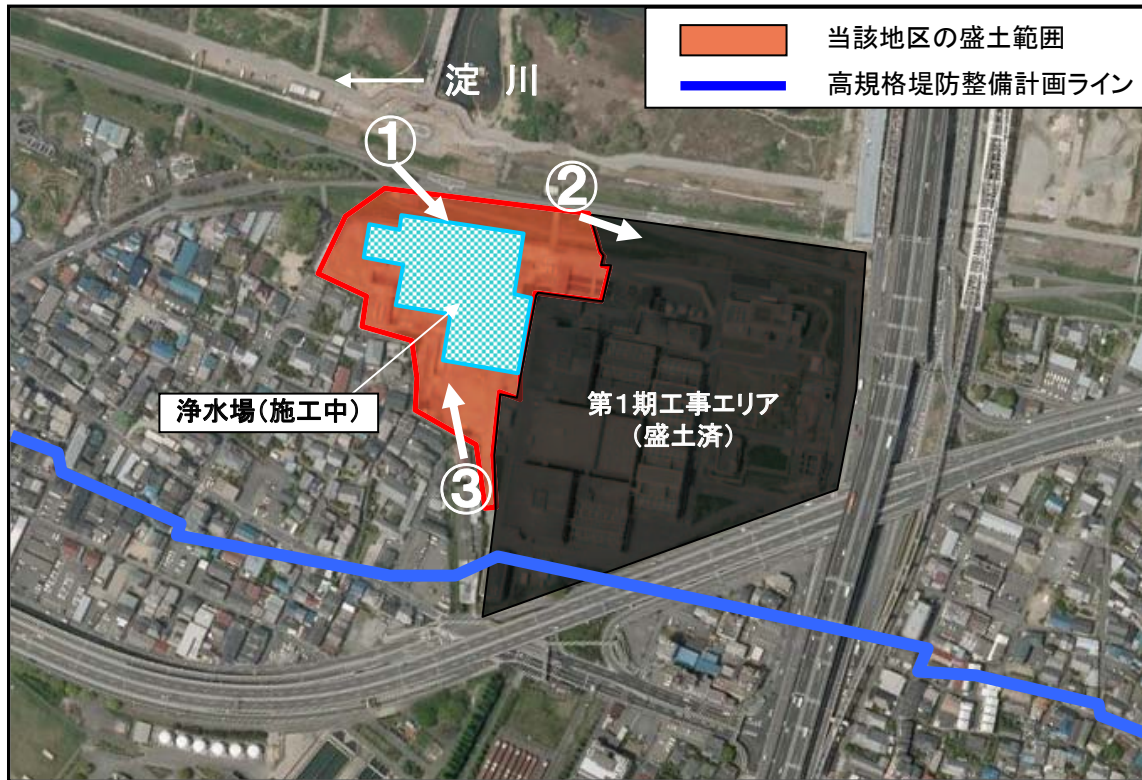 当該地区の盛土範囲
高規格堤防整備計画ライン
淀 川
①
②
浄水場(施工中)
第1期工事エリア
(盛土済)
③